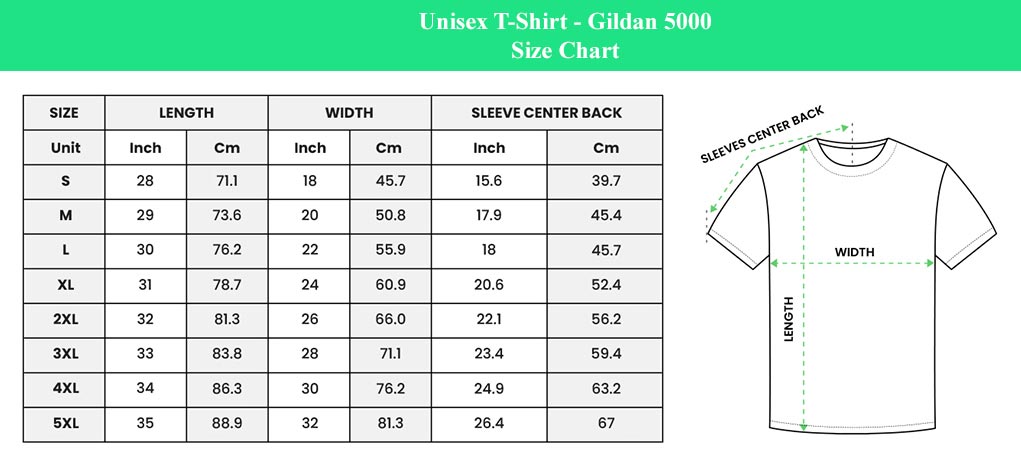 Unisex T-Shirt - Gildan 5000
Size Chart
SIZE LENGTH WIDTH SLEEVE CENTER BACK
Unit Inch Cm Inch Cm Inch Cm
S 28 71.1 18 45.7 15.6 39.7
M 29 73.6 20 50.8 17.9 45.4
L 30 76.2 22 55.9 18 45.7
XL 31 78.7 24 60.9 20.6 52.4
2XL 32 81.3 26 66.0 22.1 56.2
3XL 33 83.8 28 71.1 23.4 59.4
4XL 34 86.3 30 76.2 24.9 63.2
5XL 35 88.9 32 81.3 26.4 67
SLEEVES CENTER BACK
WIDTH
LENGTH